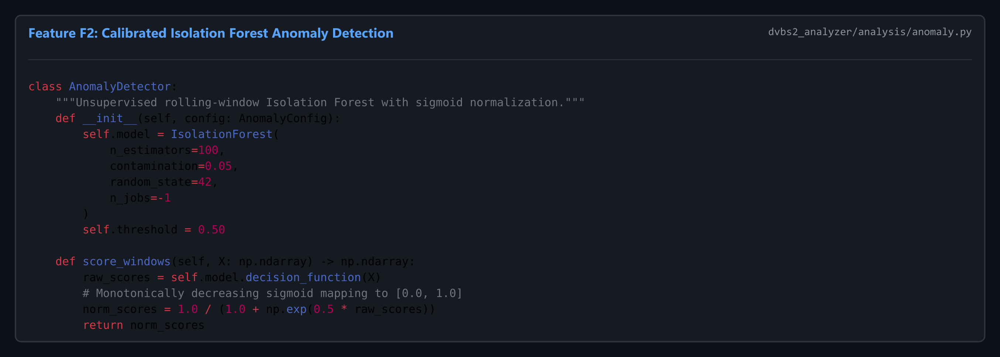 Feature F2: Calibrated Isolation Forest Anomaly Detection
dvbs2_analyzer/analysis/anomaly.py
class AnomalyDetector:
    """Unsupervised rolling-window Isolation Forest with sigmoid normalization."""
    def __init__(self, config: AnomalyConfig):
        self.model = IsolationForest(
            n_estimators=100,
            contamination=0.05,
            random_state=42,
            n_jobs=-1
        )
        self.threshold = 0.50
    def score_windows(self, X: np.ndarray) -> np.ndarray:
        raw_scores = self.model.decision_function(X)
        # Monotonically decreasing sigmoid mapping to [0.0, 1.0]
        norm_scores = 1.0 / (1.0 + np.exp(0.5 * raw_scores))
        return norm_scores